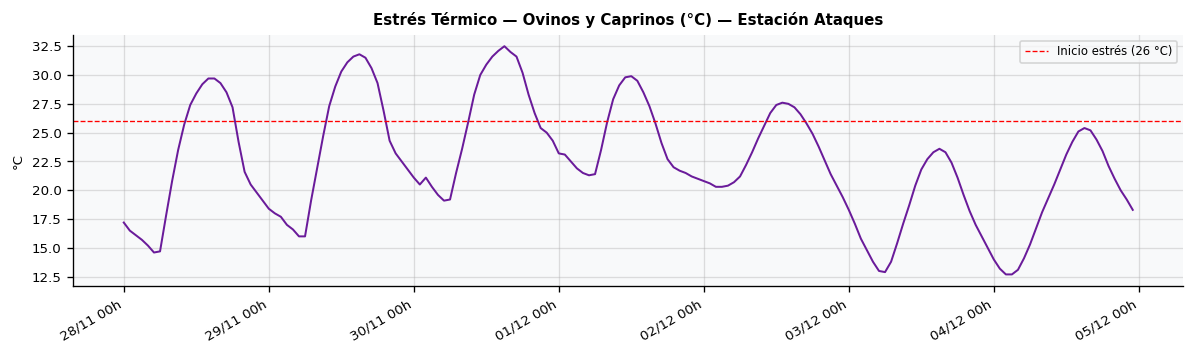 Estrés Térmico — Ovinos y Caprinos (°C) — Estación Ataques
Inicio estrés (26 °C)
°C
32.5
30.0
27.5
25.0
22.5
20.0
17.5
15.0
12.5
28/11 00h
29/11 00h
30/11 00h
01/12 00h
02/12 00h
03/12 00h
04/12 00h
05/12 00h